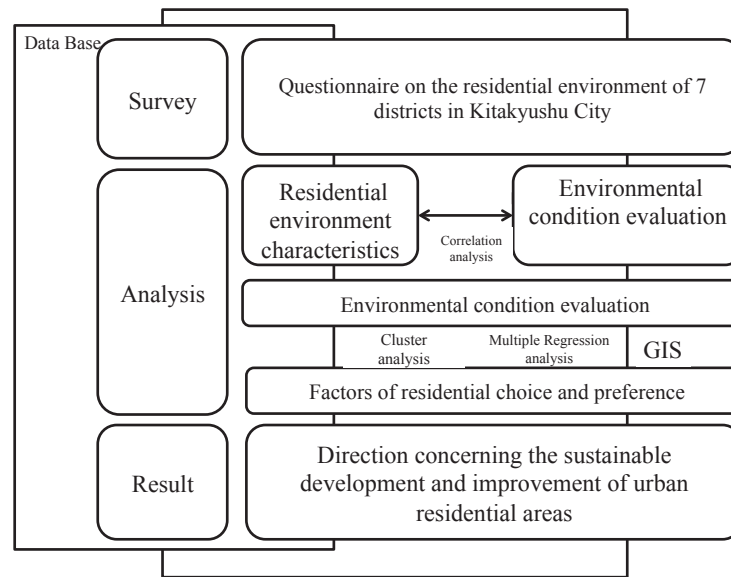 Data Base
Survey
Questionnaire on the residential environment of 7
districts in Kitakyushu City
Analysis
Residential
environment
characteristics
Correlation
analysis
Environmental
condition evaluation
Environmental condition evaluation
Cluster
analysis
Multiple Regression
analysis
GIS
Factors of residential choice and preference
Result
Direction concerning the sustainable
development and improvement of urban
residential areas